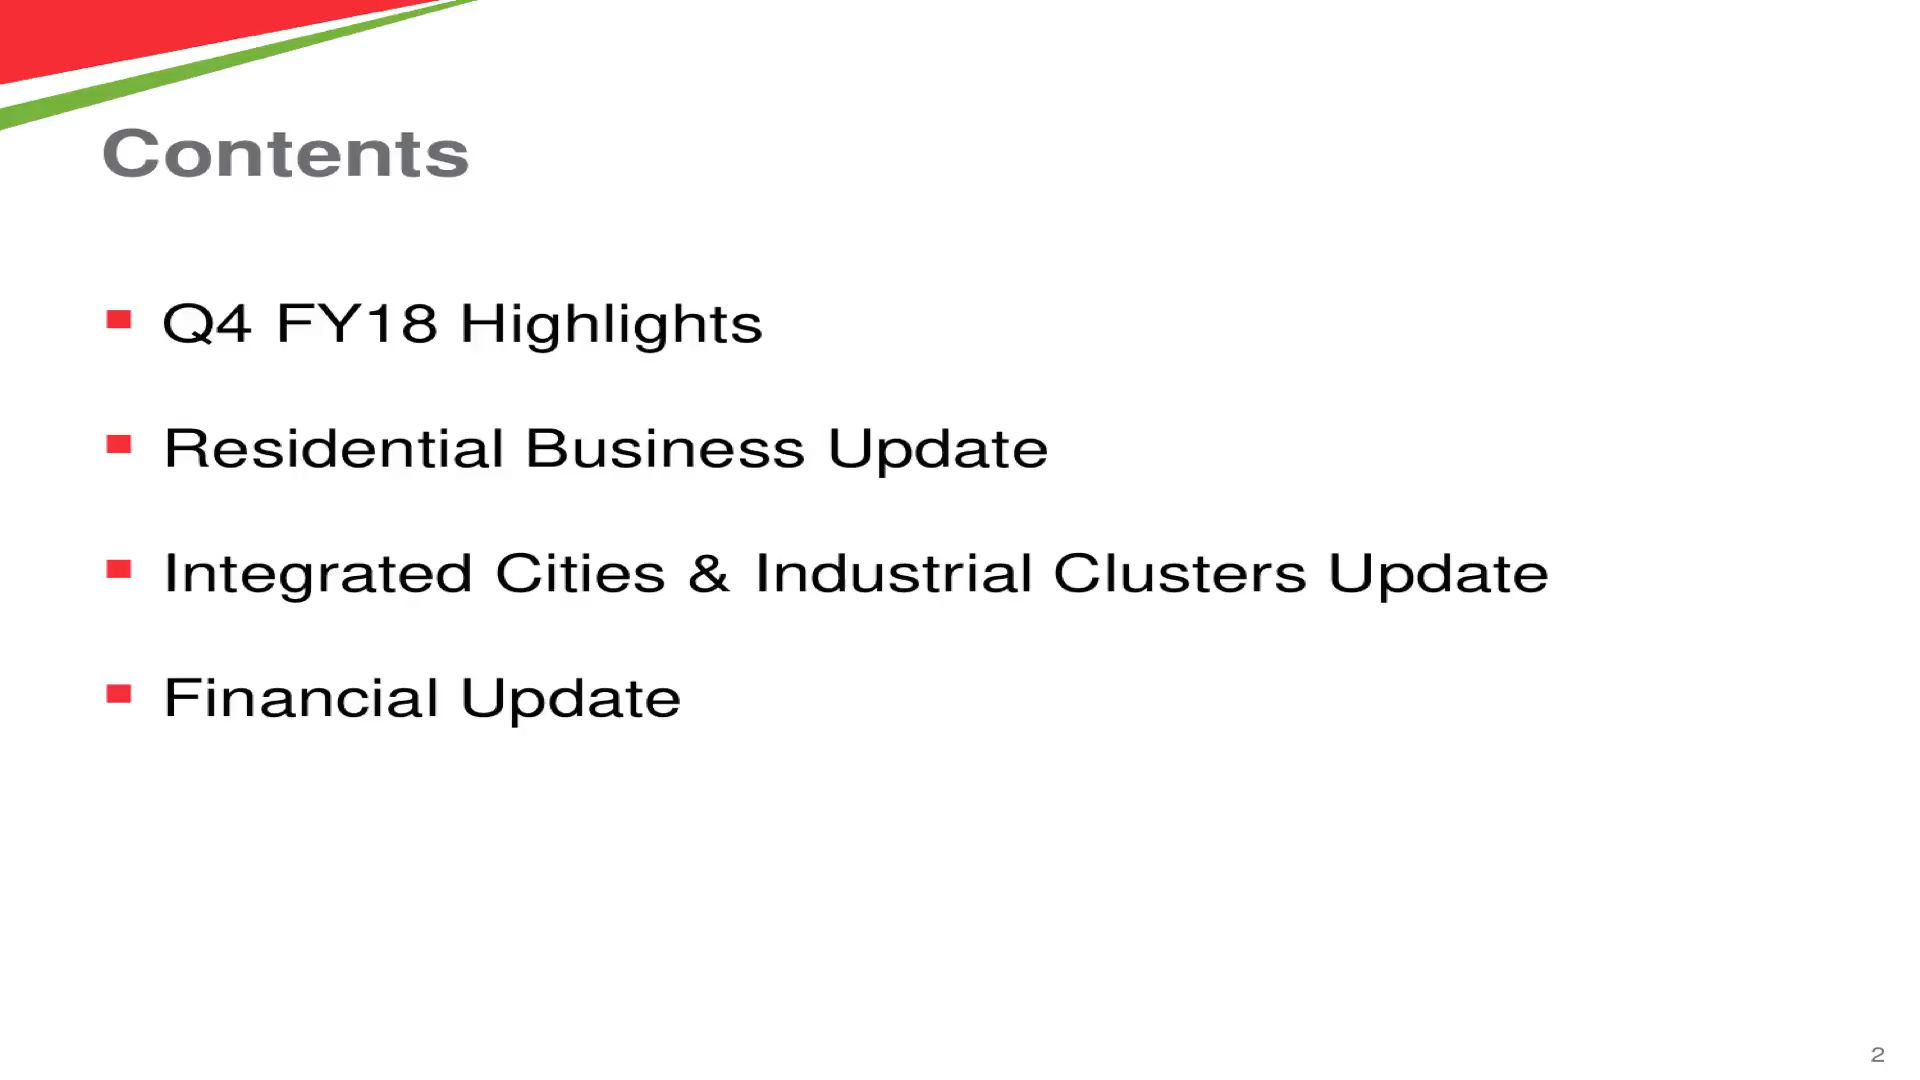 Contents
Q4 FY18 Highlights
Residential Business Update
Integrated Cities & Industrial Clusters Update
Financial Update
2